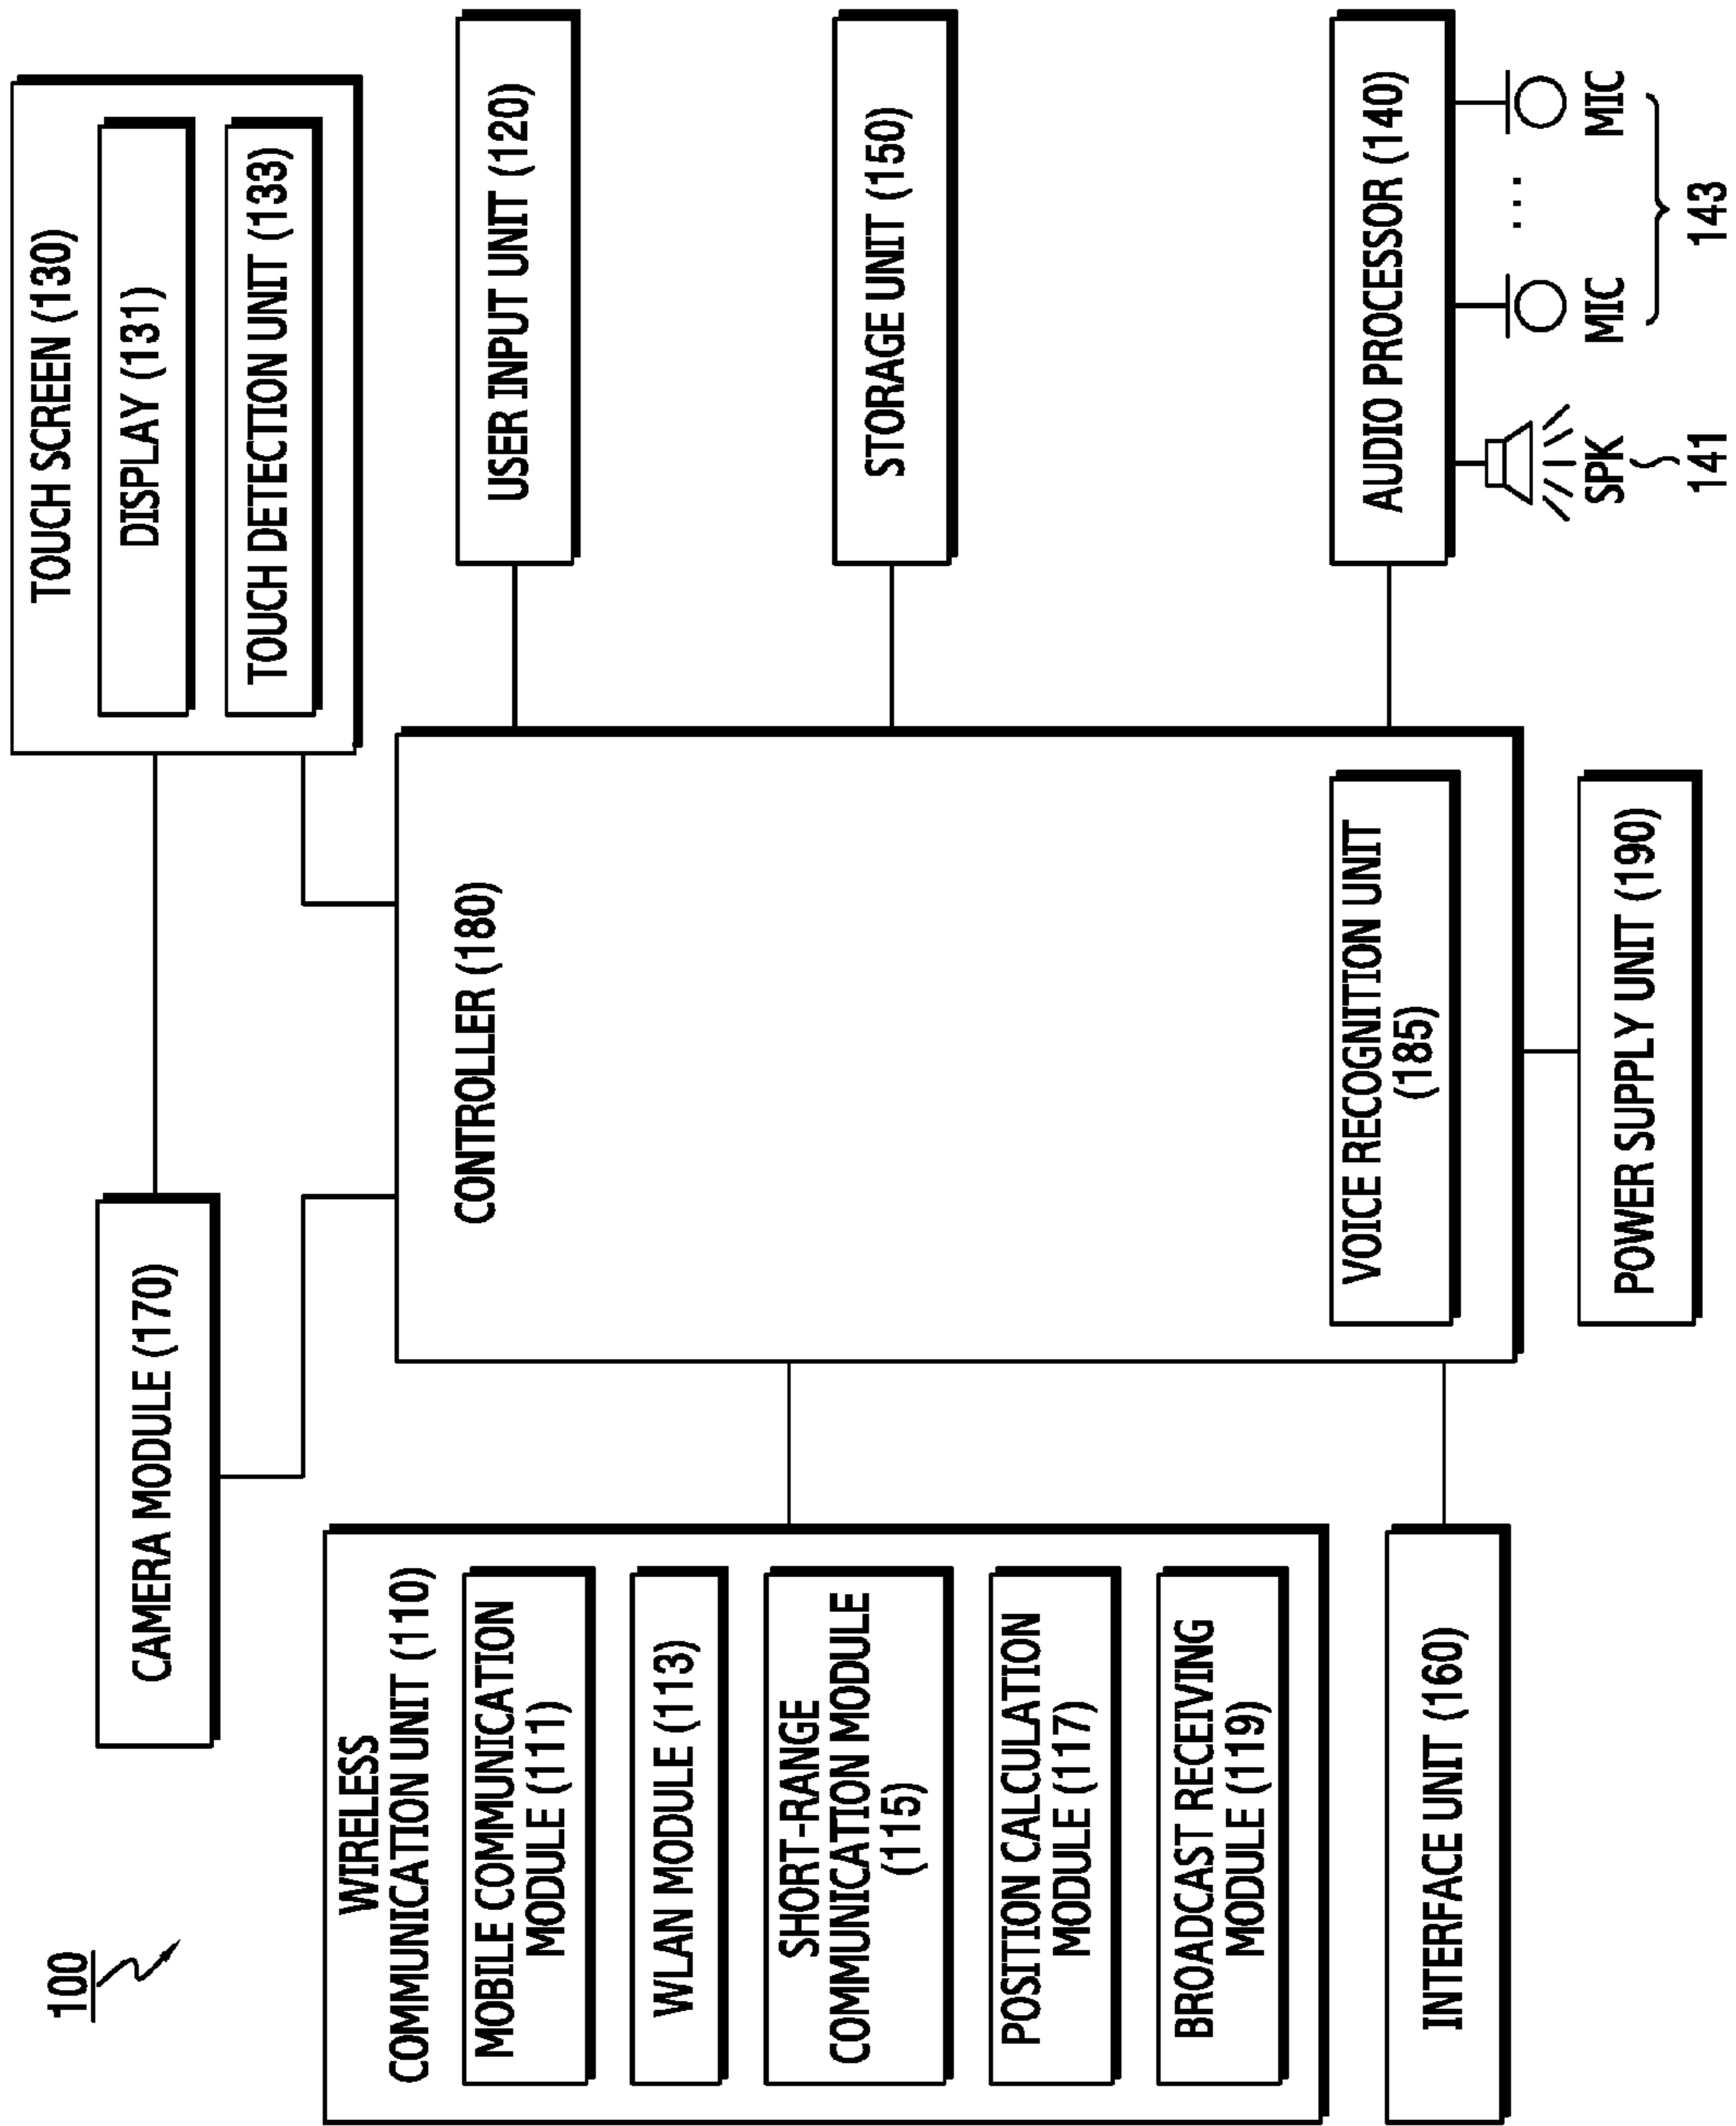 100
CAMERA MODULE (170)
TOUCH SCREEN (130)
DISPLAY (131)
TOUCH DETECTION UNIT (133)
WIRELESS
COMMUNICATION UNIT (110)
MOBILE COMMUNICATION
MODULE (111)
WLAN MODULE (113)
SHORT-RANGE
COMMUNICATION MODULE
(115)
POSITION CALCULATION
MODULE (117)
BROADCAST RECEIVING
MODULE (119)
INTERFACE UNIT (160)
CONTROLLER (180)
VOICE RECOGNITION UNIT
(185)
POWER SUPPLY UNIT (190)
USER INPUT UNIT (120)
STORAGE UNIT (150)
AUDIO PROCESSOR (140)
SPK
MIC
...
MIC
141
143